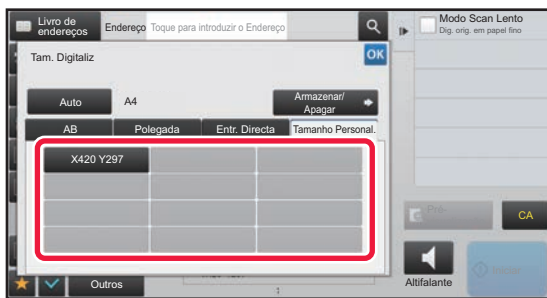 Livro de
endereços
Endereço
Toque para introduzir o Endereço
Modo Scan Lento
Dig. orig. em papel fino
Tam. Digitaliz
OK
Auto
A4
Armazenar/
Apagar
AB
Polegada
Entr. Directa
Tamanho Personal.
X420 Y297
CA
Outros
1
Altifalante